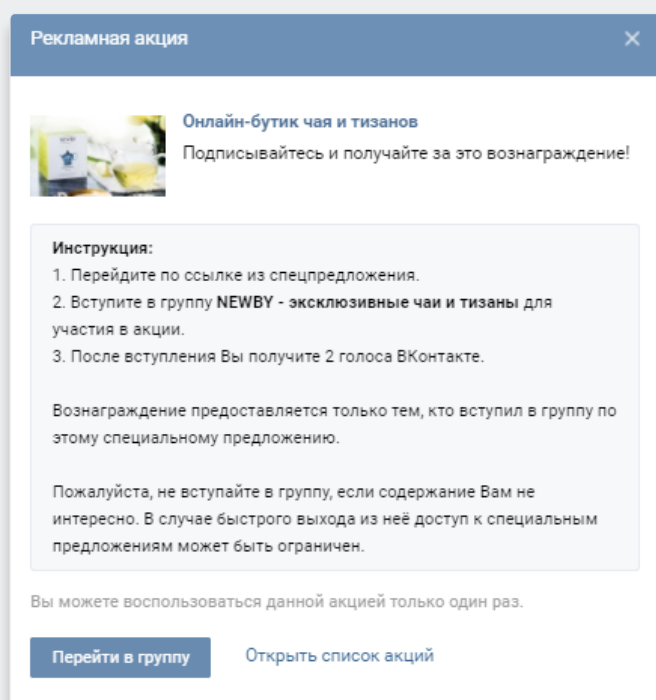 Рекламная акция
Онлайн-бутик чая и тизанов
Подписывайтесь и получайте за это вознаграждение!
Инструкция:
1. Перейдите по ссылке из спецпредложения.
2. Вступите в группу NEWBY - эксклюзивные чаи и тизаны для
участия в акции.
3. После вступления Вы получите 2 голоса ВКонтакте.
Вознаграждение предоставляется только тем, кто вступил в группу по
этому специальному предложению.
Пожалуйста, не вступайте в группу, если содержание Вам не
интересно. В случае быстрого выхода из неё доступ к специальным
предложениям может быть ограничен.
Вы можете воспользоваться данной акцией только один раз.
Перейти в группу
Открыть список акций